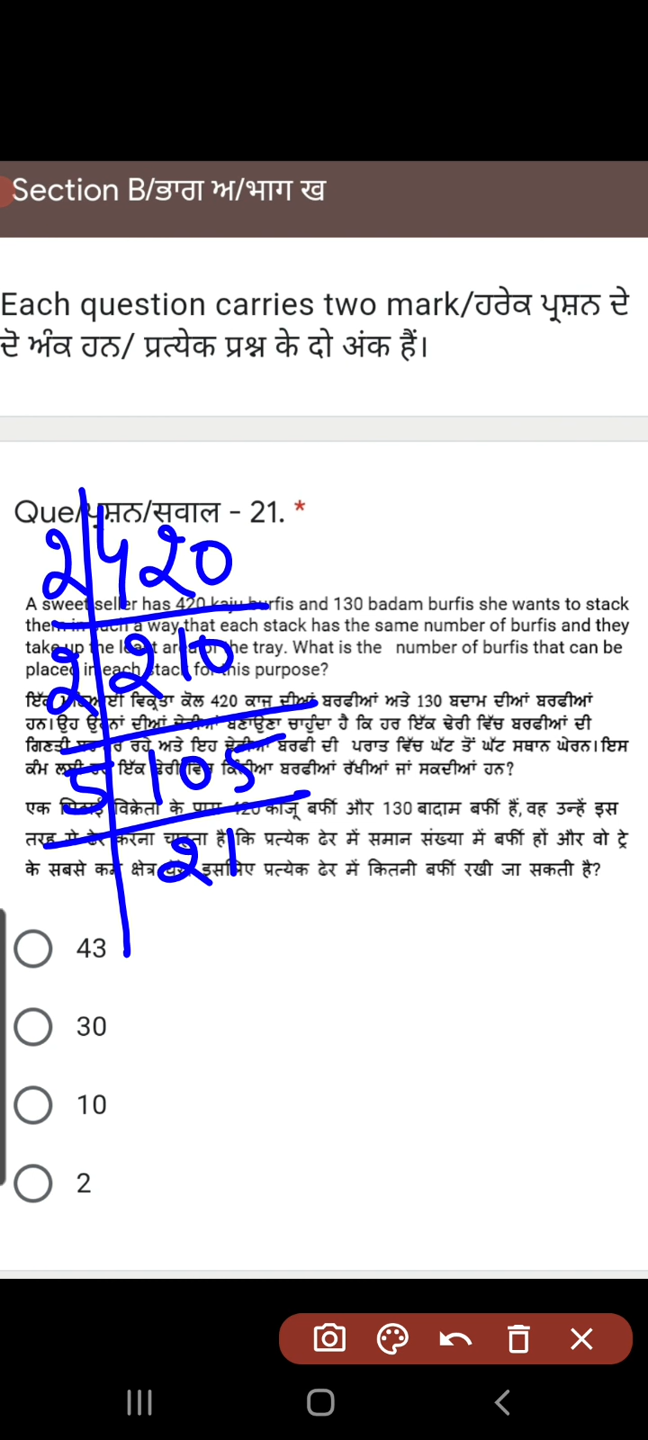 Section B/ਭਾਗ ਅ/भाग ख
Each question carries two mark/ਹਰੇਕ ਪ੍ਰਸ਼ਨ ਦੇ
ਦੋ ਅੰਕ ਹਨ/ प्रत्येक प्रश्न के दो अंक हैं।
Que/ਪ੍ਰਸ਼ਨ/सवाल - 21. *
2 420
A sweet seller has 420 kaju burfis and 130 badam burfis she wants to stack
them in such a way that each stack has the same number of burfis and they
take up the least area of the tray. What is the number of burfis that can be
2 210
placed in each stack for this purpose?
ਇੱਕ ਵਿਕ੍ਰੇਤਾ ਕੋਲ 420 ਕਾਜੂ ਦੀਆਂ ਬਰਫੀਆਂ ਅਤੇ 130 ਬਦਾਮ ਦੀਆਂ ਬਰਫੀਆਂ
ਹਨ।ਉਹ ਉਹਨਾਂ ਦੀਆਂ ਬਣਾਉਣਾ ਚਾਹੁੰਦਾ ਹੈ ਕਿ ਹਰ ਇੱਕ ਢੇਰੀ ਵਿੱਚ ਬਰਫੀਆਂ ਦੀ
ਗਿਣਤੀ ਰਹੇ ਅਤੇ ਇਹ ਬਰਫੀ ਦੀ ਪਰਾਤ ਵਿੱਚ ਘੱਟ ਤੋਂ ਘੱਟ ਸਥਾਨ ਘੇਰਨ।ਇਸ
5 105
ਕੰਮ ਲਈ ਇੱਕ ਢੇਰੀ ਵਿਚ ਬਰਫੀਆਂ ਰੱਖੀਆਂ ਜਾਂ ਸਕਦੀਆਂ ਹਨ?
एक मिठाई विक्रेता के पास 420 काजू बर्फी और 130 बादाम बर्फी हैं, वह उन्हें इस
तरह से ढेर करना चाहता है कि प्रत्येक ढेर में समान संख्या में बर्फी हों और वो ट्रे
21
के सबसे कम क्षेत्र इसलिए प्रत्येक ढेर में कितनी बर्फी रखी जा सकती है?
43
30
10
2